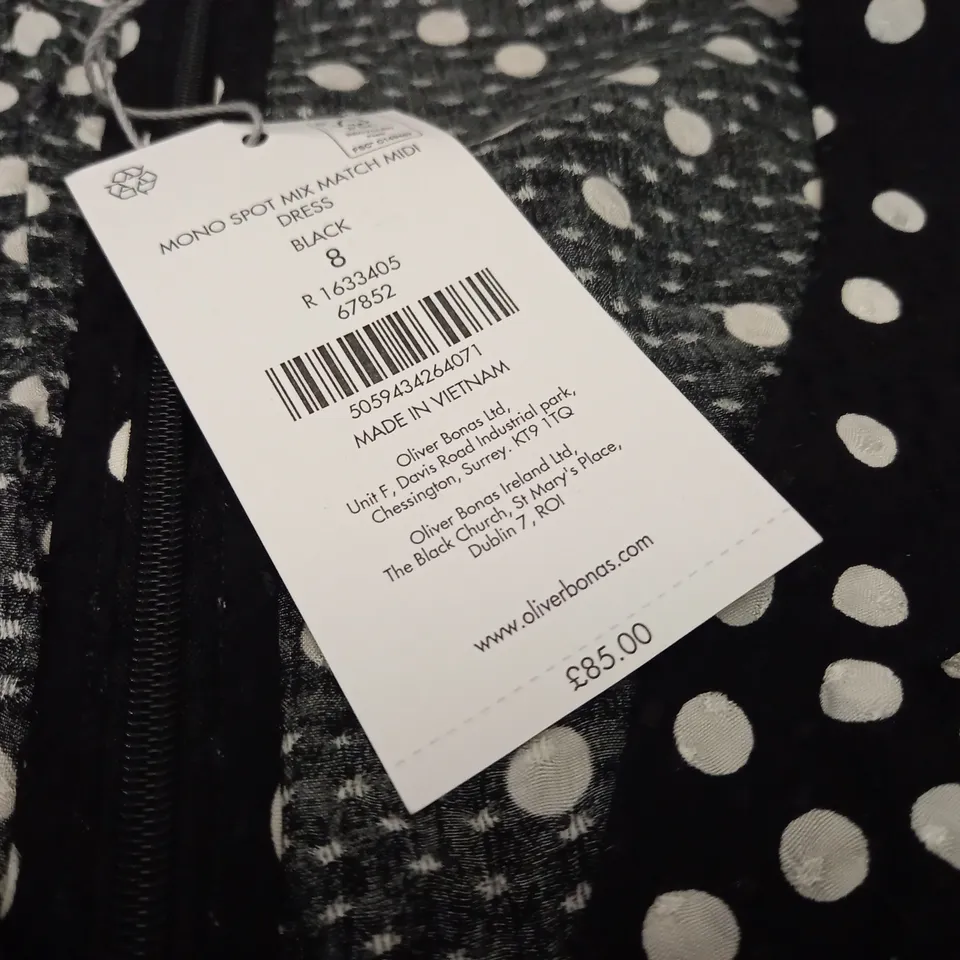 MONO SPOT MIX MATCH MIDI
DRESS
BLACK
8
R 1633405
67852
5059434264071
MADE IN VIETNAM
Oliver Bonas Ltd,
Unit F, Davis Road Industrial park,
Chessington, Surrey. KT9 1TQ
Oliver Bonas Ireland Ltd,
The Black Church, St Mary's Place,
Dublin 7, ROI
www.oliverbonas.com
£85.00